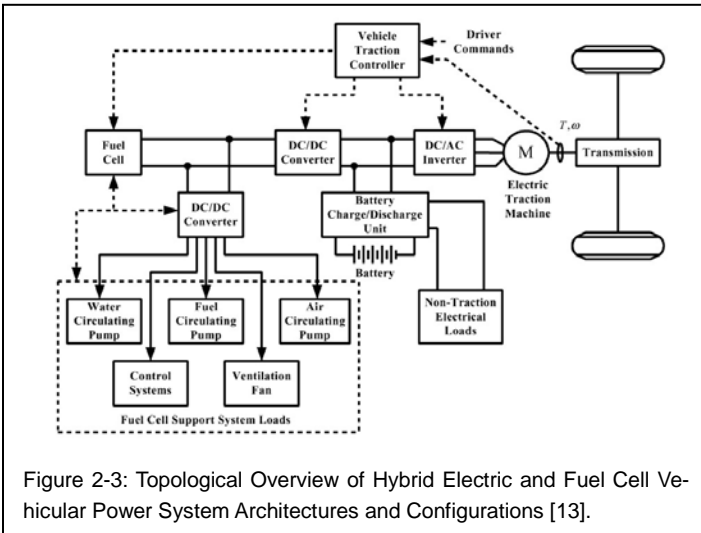 Vehicle
Traction
Controller
Driver
Commands
Fuel
Cell
DC/DC
Converter
DC/AC
Inverter
M
T,ω
Transmission
Electric
Traction
Machine
DC/DC
Converter
Battery
Charge/Discharge
Unit
Battery
Non-Traction
Electrical
Loads
Water
Circulating
Pump
Fuel
Circulating
Pump
Air
Circulating
Pump
Control
Systems
Ventilation
Fan
Fuel Cell Support System Loads
Figure 2-3: Topological Overview of Hybrid Electric and Fuel Cell Ve-
hicular Power System Architectures and Configurations [13].